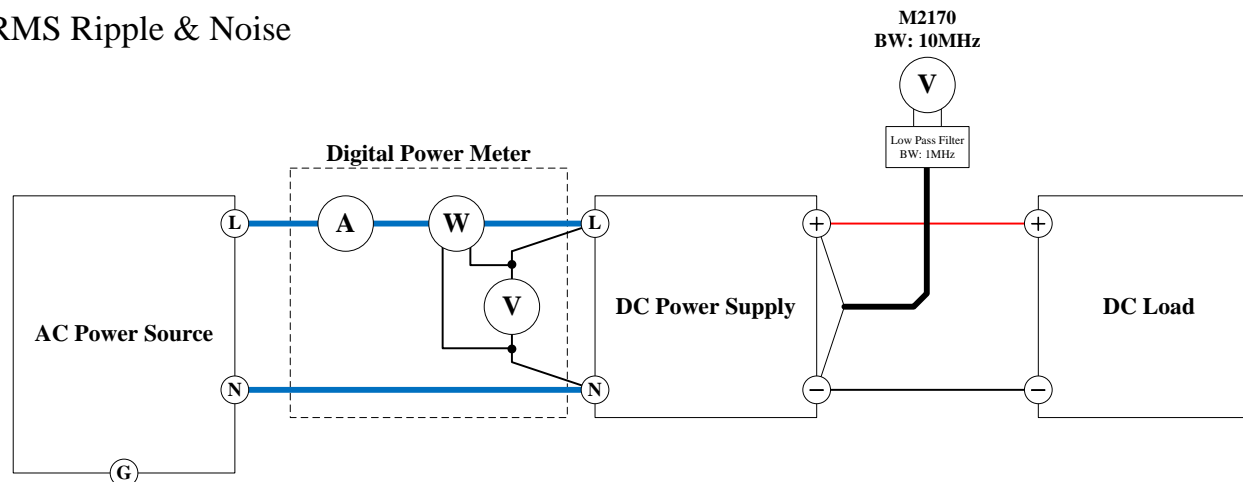 RMS Ripple & Noise
M2170
BW: 10MHz
V
Low Pass Filter
BW: 1MHz
Digital Power Meter
L
A
W
L
+
+
V
AC Power Source
DC Power Supply
DC Load
N
N
−
−
G